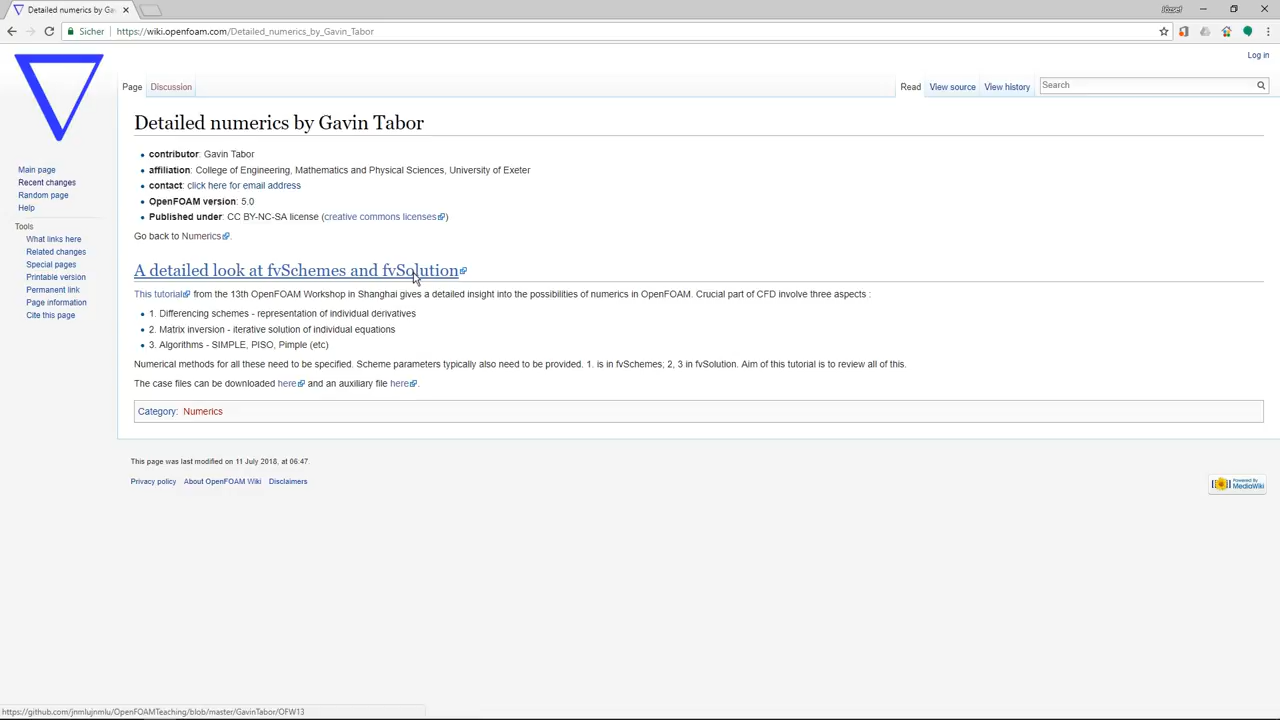 Detailed numerics by Gav
Sicher
https://wiki.openfoam.com/Detailed_numerics_by_Gavin_Tabor
Log in
Page
Discussion
Read
View source
View history
Search
Detailed numerics by Gavin Tabor
contributor: Gavin Tabor
affiliation: College of Engineering, Mathematics and Physical Sciences, University of Exeter
contact: click here for email address
OpenFOAM version: 5.0
Published under: CC BY-NC-SA license (creative commons licenses)
Go back to Numerics.
A detailed look at fvSchemes and fvSolution
This tutorial from the 13th OpenFOAM Workshop in Shanghai gives a detailed insight into the possibilities of numerics in OpenFOAM. Crucial part of CFD involve three aspects :
1. Differencing schemes - representation of individual derivatives
2. Matrix inversion - iterative solution of individual equations
3. Algorithms - SIMPLE, PISO, Pimple (etc)
Numerical methods for all these need to be specified. Scheme parameters typically also need to be provided. 1. is in fvSchemes; 2, 3 in fvSolution. Aim of this tutorial is to review all of this.
The case files can be downloaded here and an auxiliary file here.
Category: Numerics
Main page
Recent changes
Random page
Help
Tools
What links here
Related changes
Special pages
Printable version
Permanent link
Page information
Cite this page
This page was last modified on 11 July 2018, at 06:47.
Privacy policy
About OpenFOAM Wiki
Disclaimers
Powered By
MediaWiki
https://github.com/jnmlujnmlu/OpenFOAMTeaching/blob/master/GavinTabor/OFW13